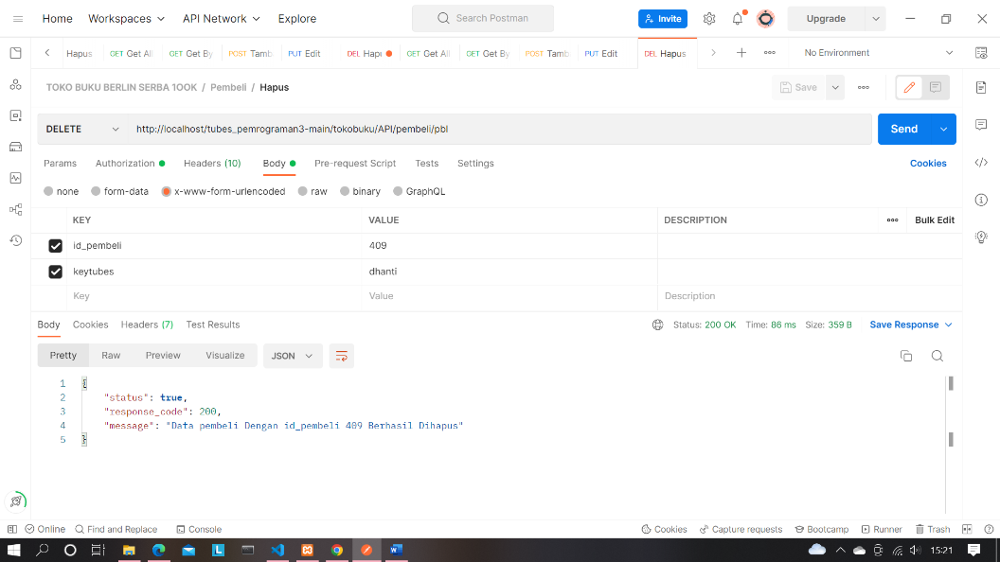 Home Workspaces API Network Explore Search Postman Invite Upgrade
Hapus GET Get All GET Get By POST Tamb PUT Edit DEL Hapu GET Get All GET Get By POST Tamb PUT Edit DEL Hapus No Environment
TOKO BUKU BERLIN SERBA 1OOK / Pembeli / Hapus Save
DELETE http://localhost/tubes_pemrograman3-main/tokobuku/API/pembeli/pbl Send
Params Authorization Headers (10) Body Pre-request Script Tests Settings Cookies
none form-data x-www-form-urlencoded raw binary GraphQL
KEY VALUE DESCRIPTION Bulk Edit
id_pembeli 409
keytubes dhanti
Key Value Description
Body Cookies Headers (7) Test Results Status: 200 OK Time: 86 ms Size: 359 B Save Response
Pretty Raw Preview Visualize JSON
1 {
2 "status": true,
3 "response_code": 200,
4 "message": "Data pembeli Dengan id_pembeli 409 Berhasil Dihapus"
5 }
Online Find and Replace Console Cookies Capture requests Bootcamp Runner Trash
15:21